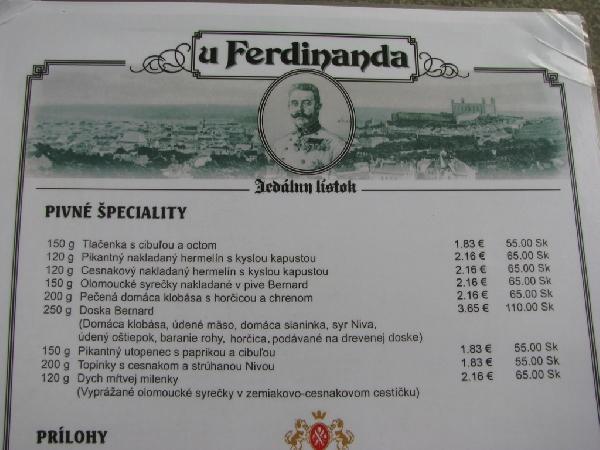 u Ferdinanda
Jedálny lístok
PIVNÉ ŠPECIALITY
150 g Tlačenka s cibuľou a octom 1.83 € 55.00 Sk
120 g Pikantný nakladaný hermelín s kyslou kapustou 2.16 € 65.00 Sk
120 g Cesnakový nakladaný hermelín s kyslou kapustou 2.16 € 65.00 Sk
150 g Olomoucké syrečky nakladané v pive Bernard 2.16 € 65.00 Sk
200 g Pečená domáca klobása s horčicou a chrenom 2.16 € 65.00 Sk
250 g Doska Bernard 3.65 € 110.00 Sk
(Domáca klobása, údené mäso, domáca slaninka, syr Niva,
údený oštiepok, baranie rohy, horčica, podávané na drevenej doske)
150 g Pikantný utopenec s paprikou a cibuľou 1.83 € 55.00 Sk
200 g Topinky s cesnakom a strúhanou Nivou 1.83 € 55.00 Sk
120 g Dych mŕtvej milenky 2.16 € 65.00 Sk
(Vyprážané olomoucké syrečky v zemiakovo-cesnakovom cestíčku)
PRÍLOHY